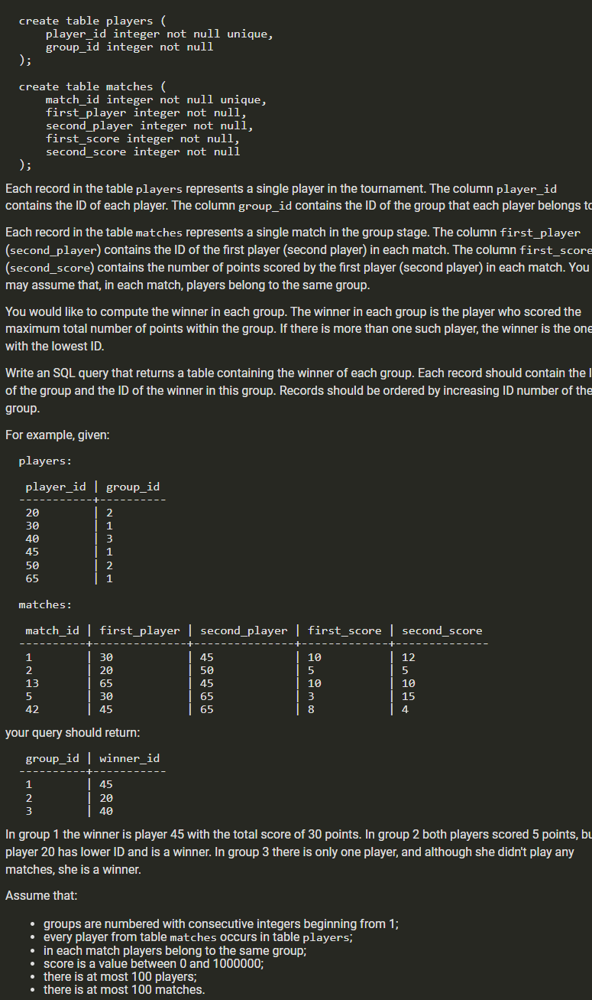 create table players (
    player_id integer not null unique,
    group_id integer not null
);
create table matches (
    match_id integer not null unique,
    first_player integer not null,
    second_player integer not null,
    first_score integer not null,
    second_score integer not null
);
Each record in the table players represents a single player in the tournament. The column player_id
contains the ID of each player. The column group_id contains the ID of the group that each player belongs
Each record in the table matches represents a single match in the group stage. The column first_player
(second_player) contains the ID of the first player (second player) in each match. The column first_score
(second_score) contains the number of points scored by the first player (second player) in each match. You
may assume that, in each match, players belong to the same group.
You would like to compute the winner in each group. The winner in each group is the player who scored the
maximum total number of points within the group. If there is more than one such player, the winner is the one
with the lowest ID.
Write an SQL query that returns a table containing the winner of each group. Each record should contain the
of the group and the ID of the winner in this group. Records should be ordered by increasing ID number of the
group.
For example, given:
players:
player_id | group_id
-----------+----------
20 | 2
30 | 1
40 | 3
45 | 1
50 | 2
65 | 1
matches:
match_id | first_player | second_player | first_score | second_score
----------+--------------+---------------+-------------+--------------
1 | 30 | 45 | 10 | 12
2 | 20 | 50 | 5 | 5
13 | 65 | 45 | 10 | 10
5 | 30 | 65 | 3 | 15
42 | 45 | 65 | 8 | 4
your query should return:
group_id | winner_id
----------+-----------
1 | 45
2 | 20
3 | 40
In group 1 the winner is player 45 with the total score of 30 points. In group 2 both players scored 5 points,
player 20 has lower ID and is a winner. In group 3 there is only one player, and although she didn't play any
matches, she is a winner.
Assume that:
• groups are numbered with consecutive integers beginning from 1;
• every player from table matches occurs in table players;
• in each match players belong to the same group;
• score is a value between 0 and 1000000;
• there is at most 100 players;
• there is at most 100 matches.